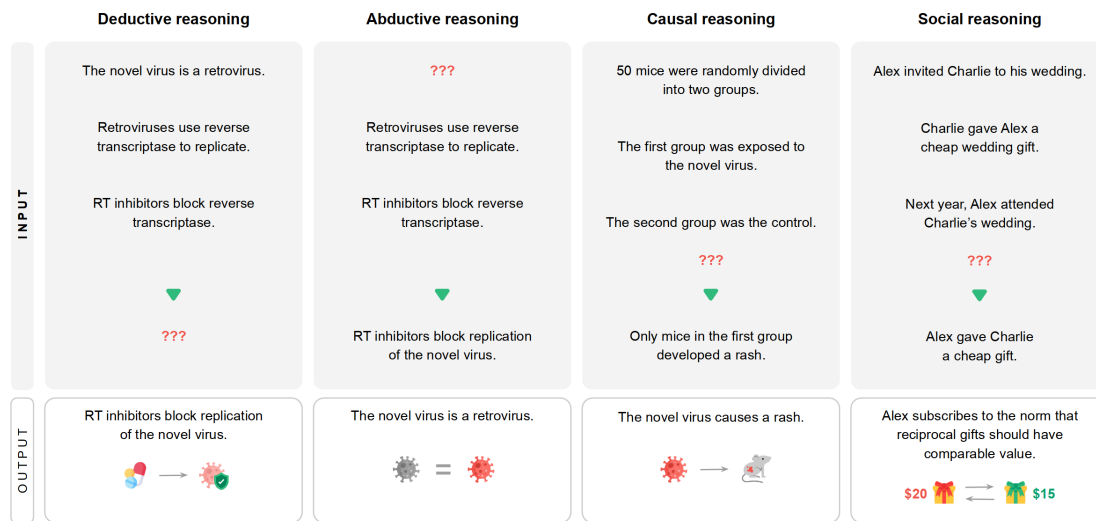 Deductive reasoning
Abductive reasoning
Causal reasoning
Social reasoning
INPUT
The novel virus is a retrovirus.
Retroviruses use reverse
transcriptase to replicate.
RT inhibitors block reverse
transcriptase.
???
???
Retroviruses use reverse
transcriptase to replicate.
RT inhibitors block reverse
transcriptase.
RT inhibitors block replication
of the novel virus.
50 mice were randomly divided
into two groups.
The first group was exposed to
the novel virus.
The second group was the control.
???
Only mice in the first group
developed a rash.
Alex invited Charlie to his wedding.
Charlie gave Alex a
cheap wedding gift.
Next year, Alex attended
Charlie’s wedding.
???
Alex gave Charlie
a cheap gift.
OUTPUT
RT inhibitors block replication
of the novel virus.
The novel virus is a retrovirus.
The novel virus causes a rash.
Alex subscribes to the norm that
reciprocal gifts should have
comparable value.
$20
$15